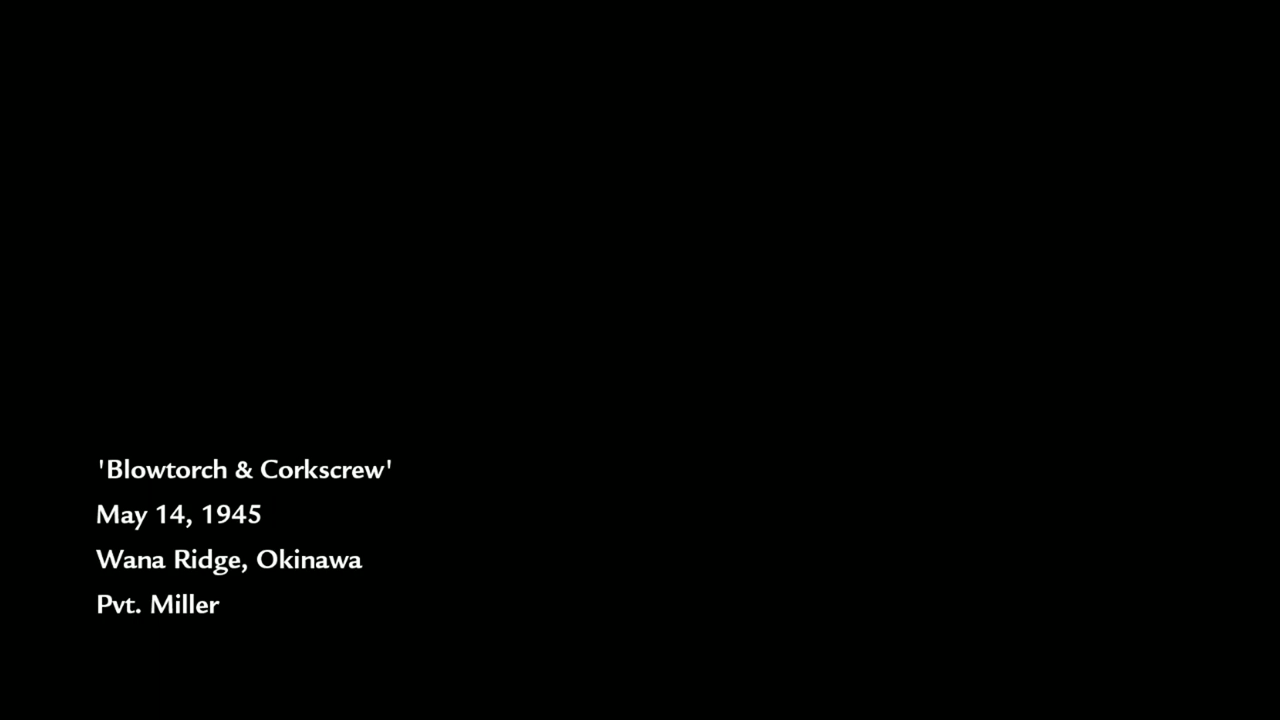 'Blowtorch & Corkscrew'
May 14, 1945
Wana Ridge, Okinawa
Pvt. Miller